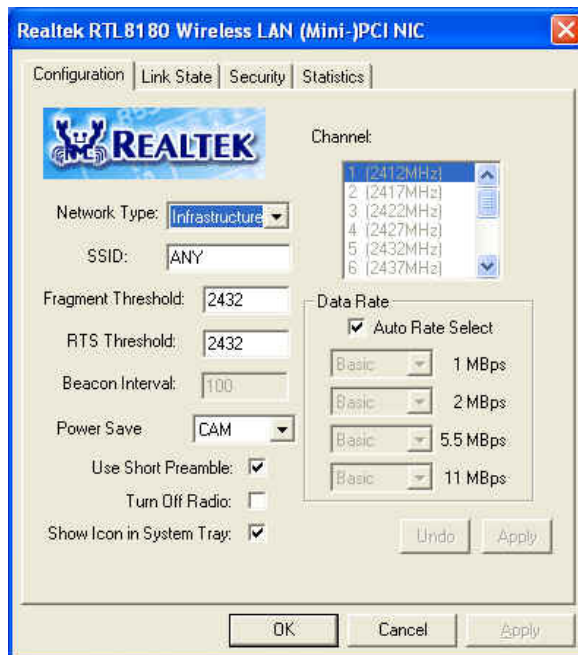 Realtek RTL8180 Wireless LAN (Mini-)PCI NIC
Configuration
Link State
Security
Statistics
REALTEK
Channel:
1 (2412MHz)
2 (2417MHz)
3 (2422MHz)
4 (2427MHz)
5 (2432MHz)
6 (2437MHz)
Network Type: Infrastructure
SSID: ANY
Fragment Threshold: 2432
RTS Threshold: 2432
Beacon Interval: 100
Power Save CAM
Use Short Preamble:
Turn Off Radio:
Show Icon in System Tray:
Data Rate
Auto Rate Select
Basic 1 MBps
Basic 2 MBps
Basic 5.5 MBps
Basic 11 MBps
Undo
Apply
OK
Cancel
Apply